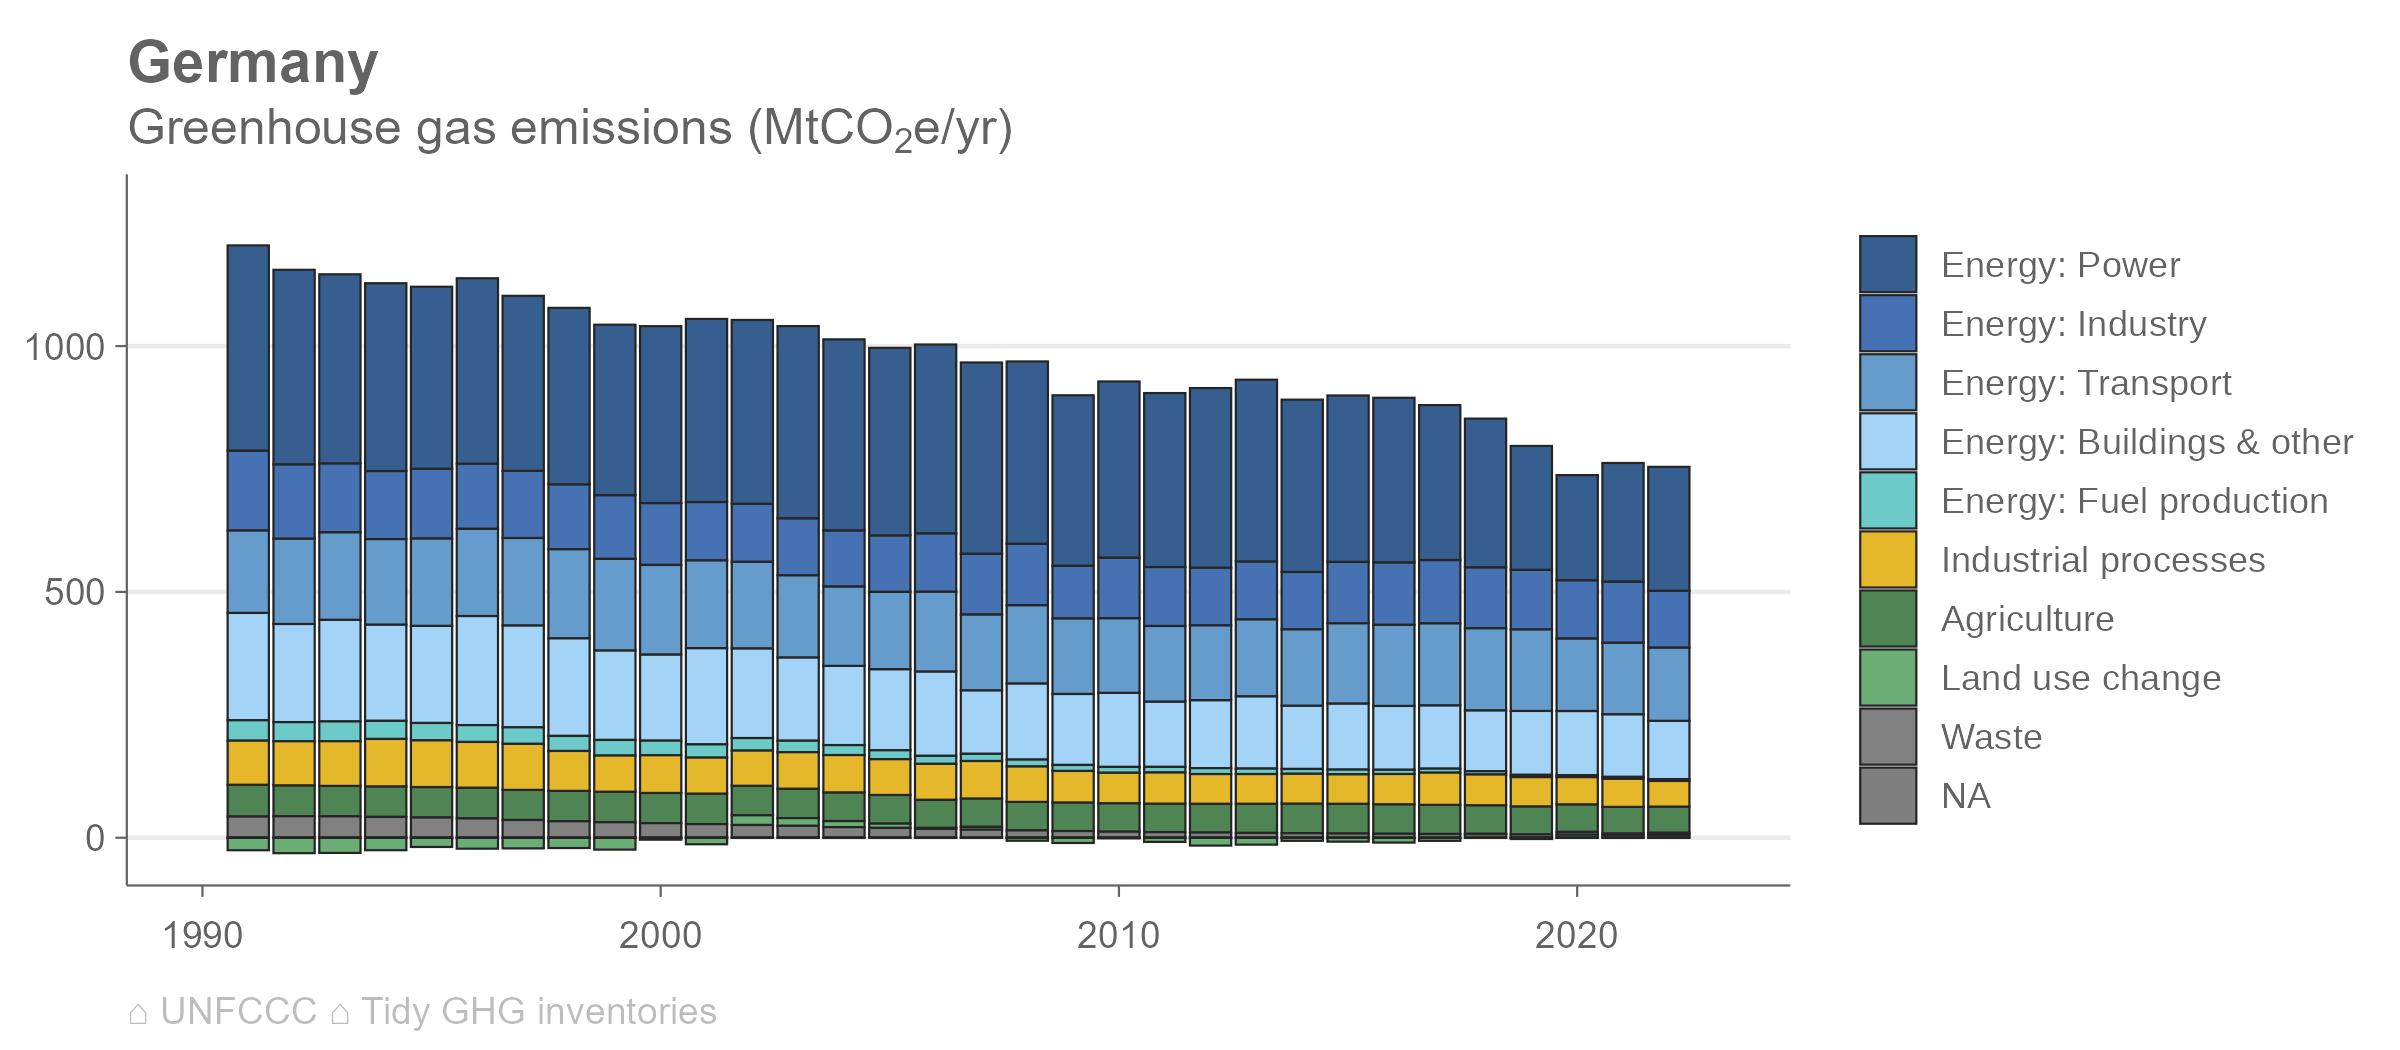 Germany
Greenhouse gas emissions (MtCO₂e/yr)
1000
500
0
1990 2000 2010 2020
Energy: Power
Energy: Industry
Energy: Transport
Energy: Buildings & other
Energy: Fuel production
Industrial processes
Agriculture
Land use change
Waste
NA
⌂ UNFCCC ⌂ Tidy GHG inventories